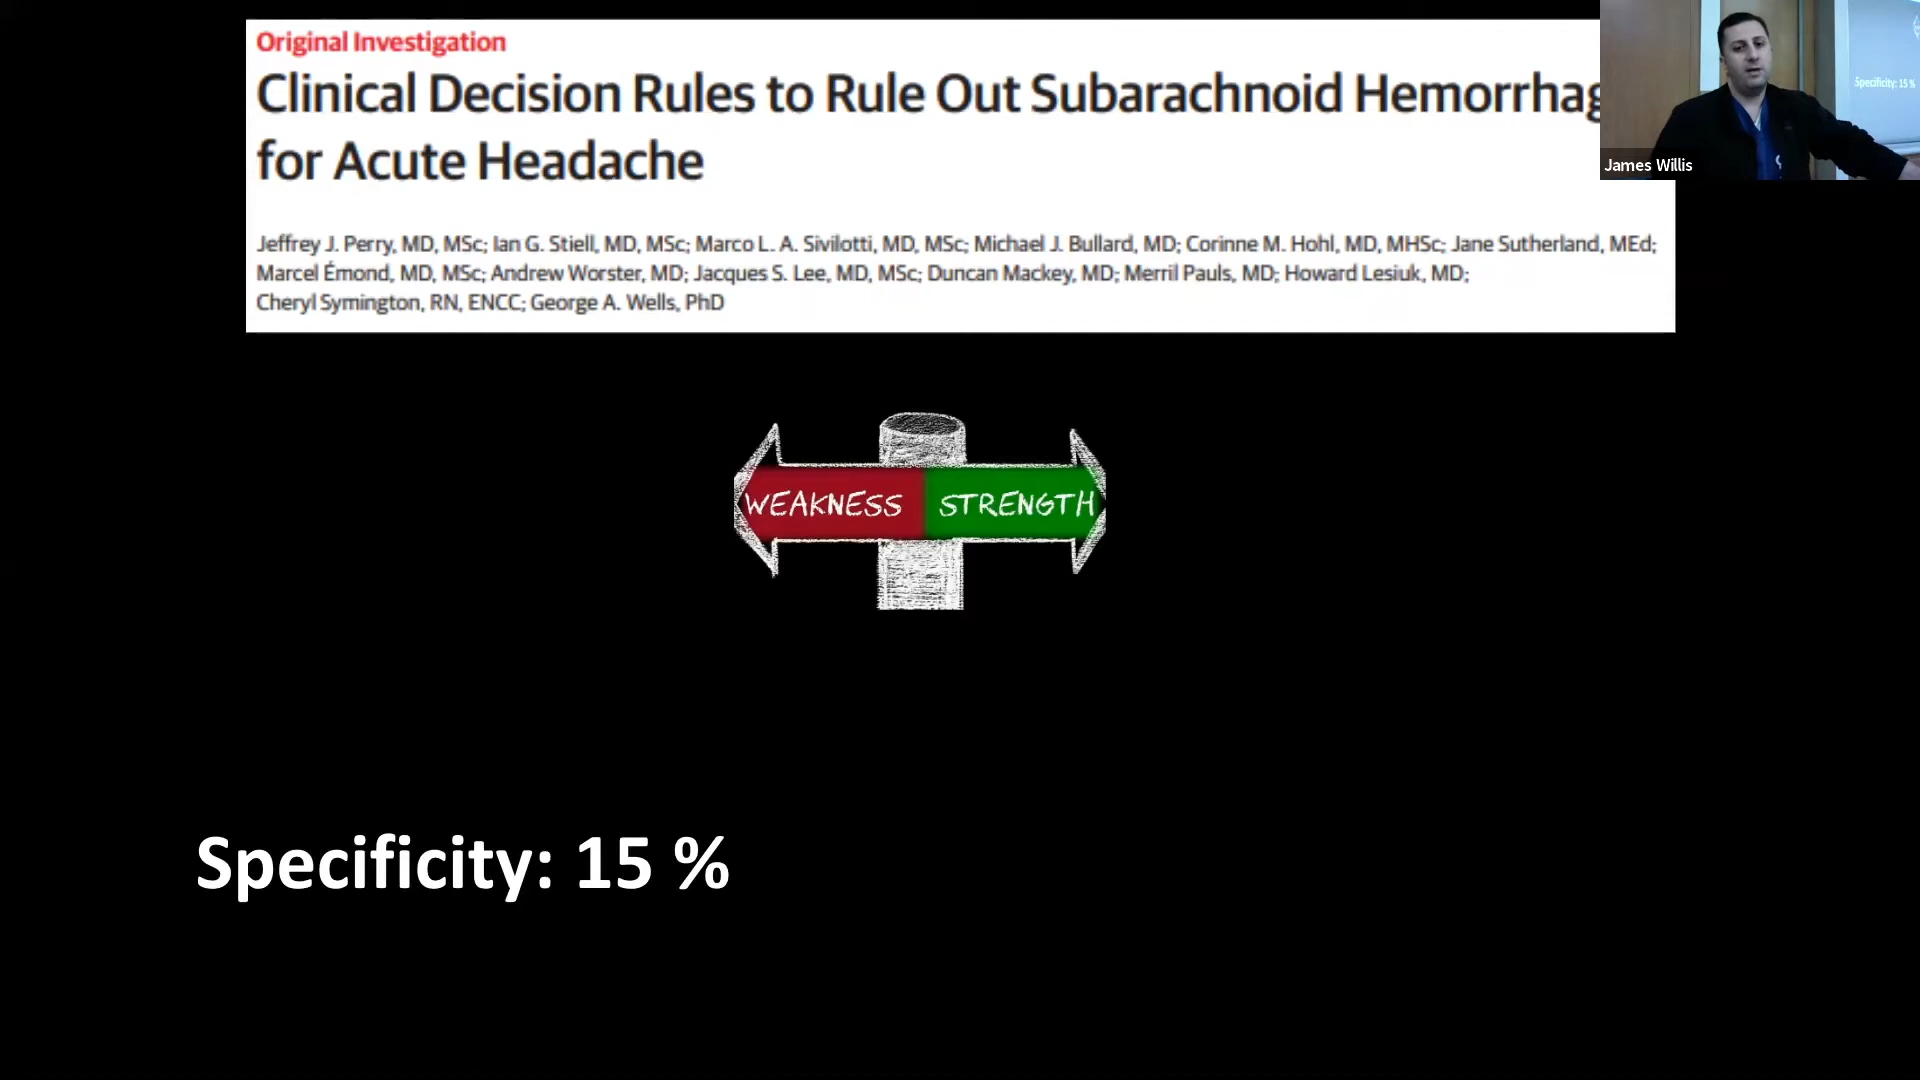 Original Investigation
Clinical Decision Rules to Rule Out Subarachnoid Hemorrhag
for Acute Headache
Jeffrey J. Perry, MD, MSc; Ian G. Stiell, MD, MSc; Marco L. A. Sivilotti, MD, MSc; Michael J. Bullard, MD; Corinne M. Hohl, MD, MHSc; Jane Sutherland, MEd;
Marcel Émond, MD, MSc; Andrew Worster, MD; Jacques S. Lee, MD, MSc; Duncan Mackey, MD; Merril Pauls, MD; Howard Lesiuk, MD;
Cheryl Symington, RN, ENCC; George A. Wells, PhD
Specificity: 15 %
James Willis
WEAKNESS STRENGTH
Specificity: 15 %